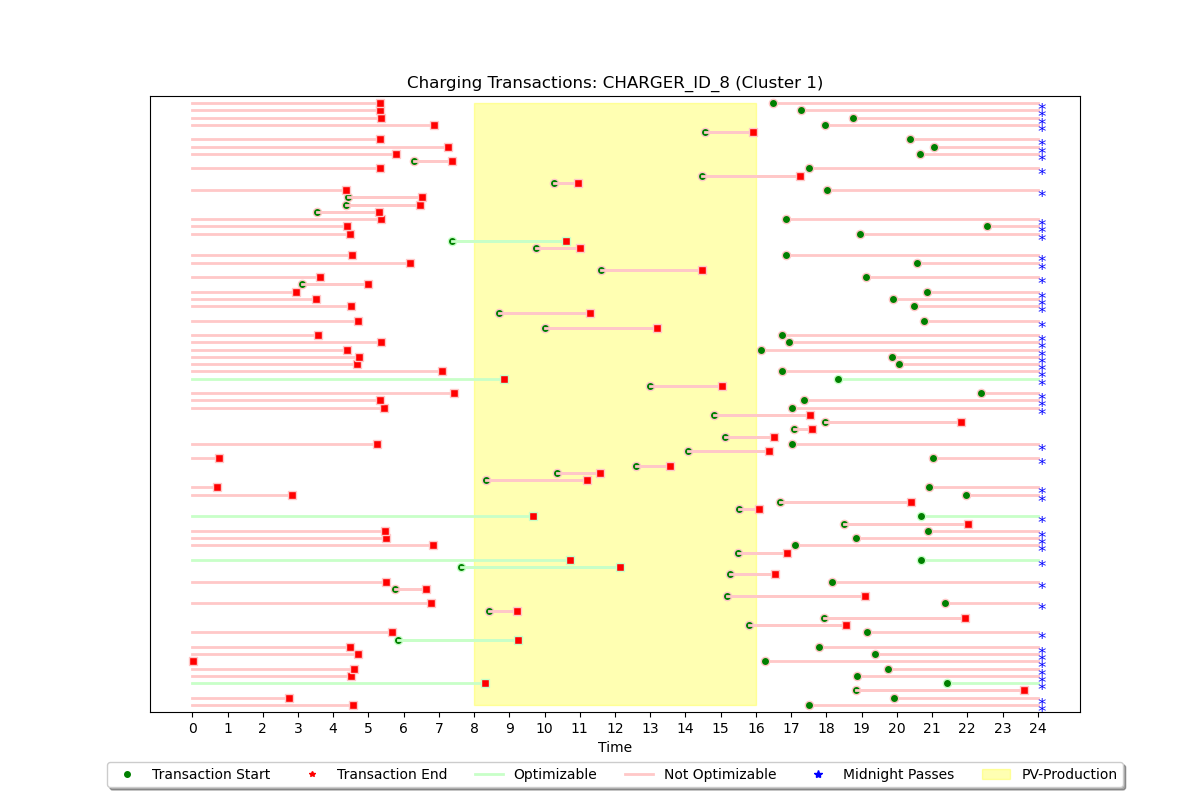 Charging Transactions: CHARGER_ID_8 (Cluster 1)
0 1 2 3 4 5 6 7 8 9 10 11 12 13 14 15 16 17 18 19 20 21 22 23 24
Time
Transaction Start Transaction End Optimizable Not Optimizable Midnight Passes PV-Production